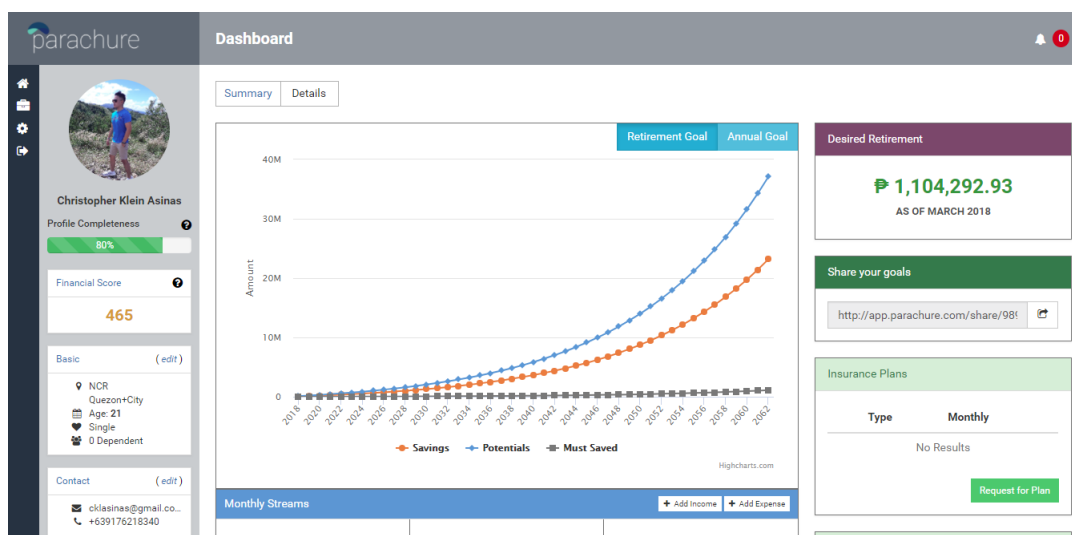 parachure
Dashboard
0
Summary
Details
Christopher Klein Asinas
Profile Completeness
80%
Financial Score
465
Basic
(edit)
NCR
Quezon+City
Age: 21
Single
0 Dependent
Contact
(edit)
cklasinas@gmail.co...
+639176218340
Retirement Goal
Annual Goal
40M
30M
20M
10M
0
Amount
2018
2020
2022
2024
2026
2028
2030
2032
2034
2036
2038
2040
2042
2044
2046
2048
2050
2052
2054
2056
2058
2060
2062
Savings
Potentials
Must Saved
Highcharts.com
Monthly Streams
+ Add Income
+ Add Expense
Desired Retirement
₱ 1,104,292.93
AS OF MARCH 2018
Share your goals
http://app.parachure.com/share/989
Insurance Plans
Type
Monthly
No Results
Request for Plan